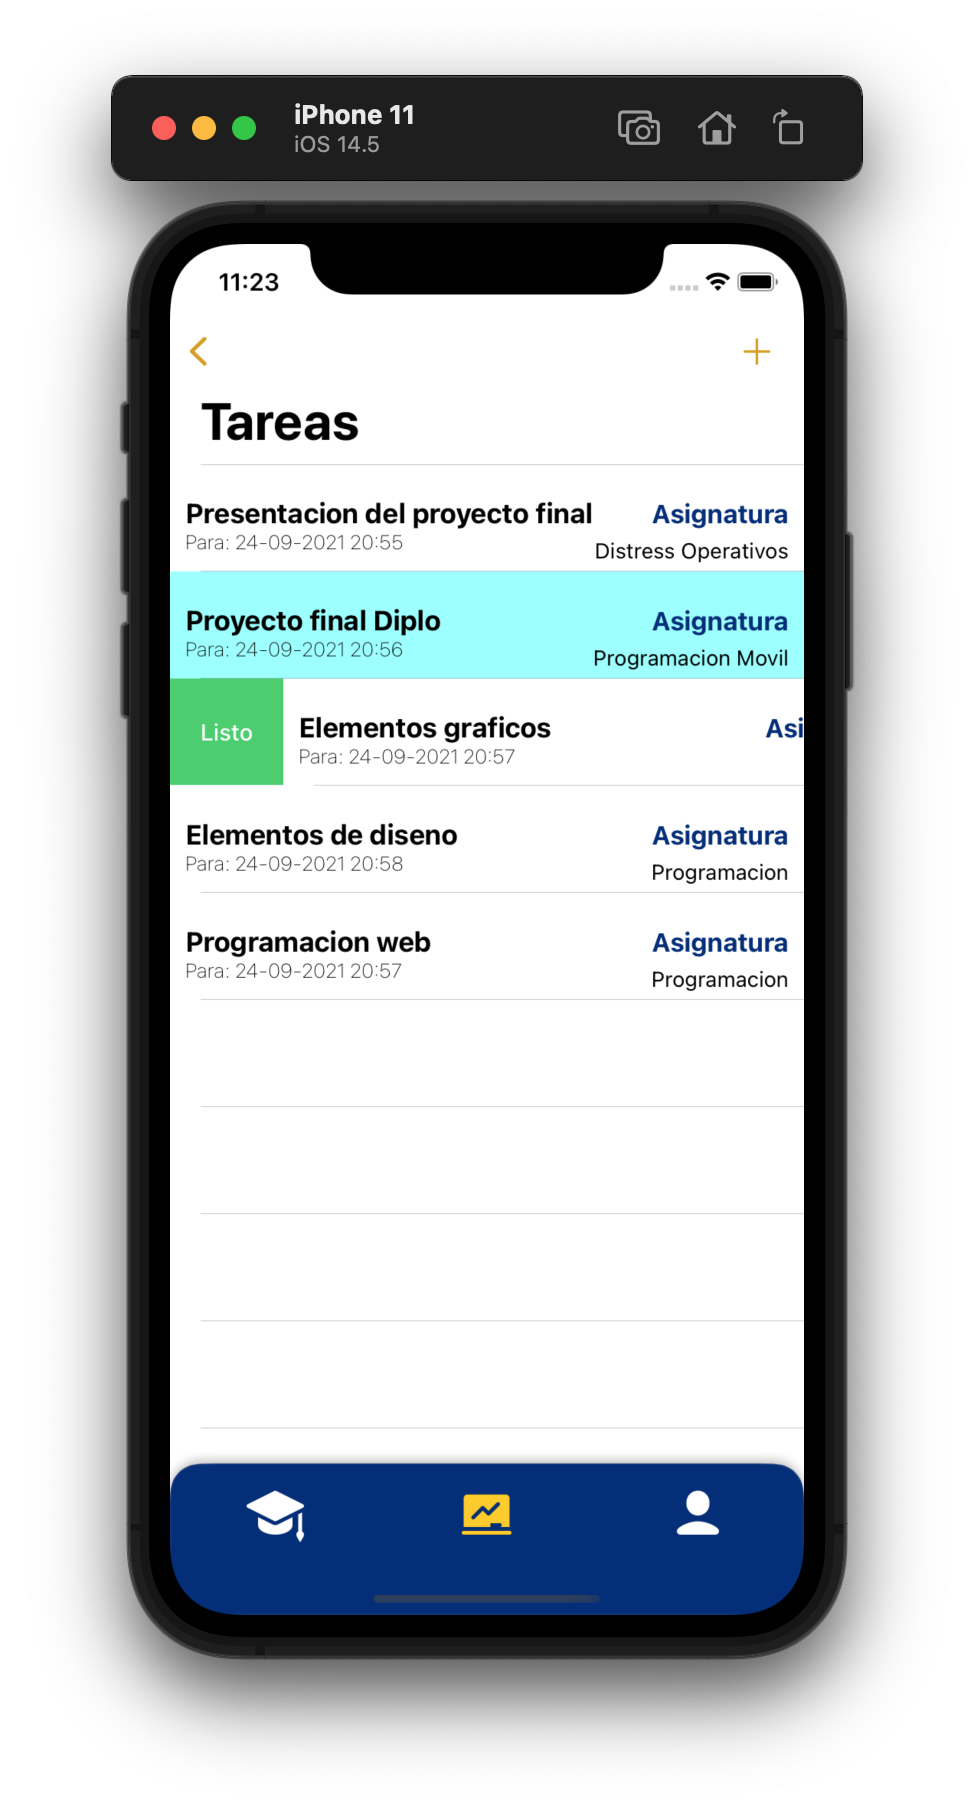 iPhone 11
iOS 14.5
11:23
Tareas
Presentacion del proyecto final
Asignatura
Para: 24-09-2021 20:55
Distress Operativos
Proyecto final Diplo
Asignatura
Para: 24-09-2021 20:56
Programacion Movil
Listo
Elementos graficos
Asi
Para: 24-09-2021 20:57
Elementos de diseno
Asignatura
Para: 24-09-2021 20:58
Programacion
Programacion web
Asignatura
Para: 24-09-2021 20:57
Programacion